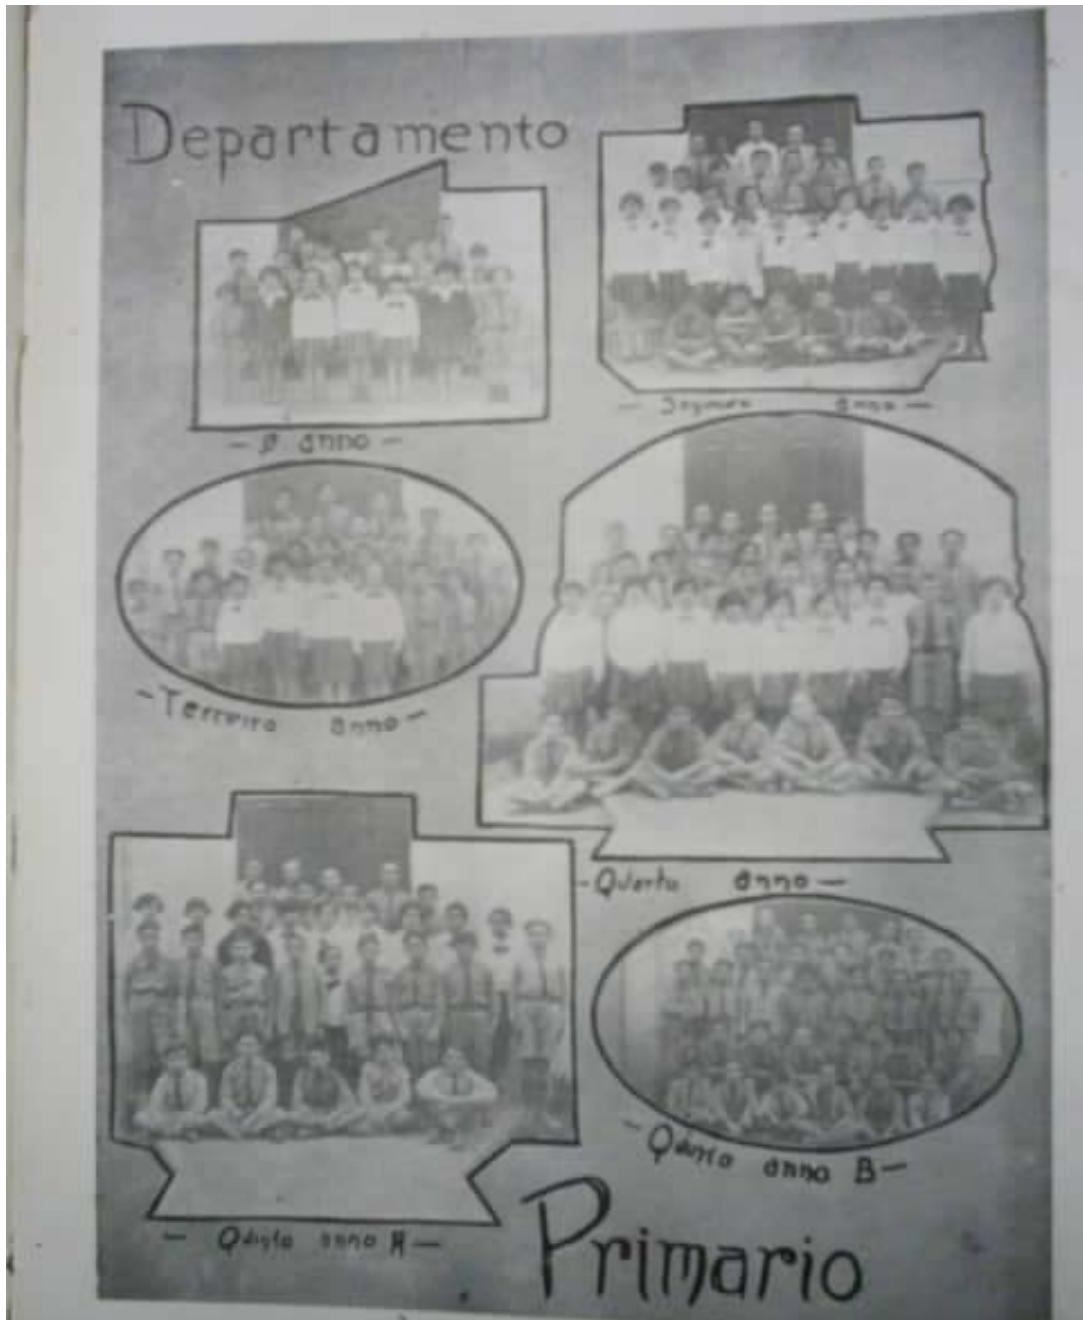 Departamento
— anno —
— anno —
— Terceiro anno —
— Quarto anno —
— Quinto anno B —
— Quinto anno A —
Primario